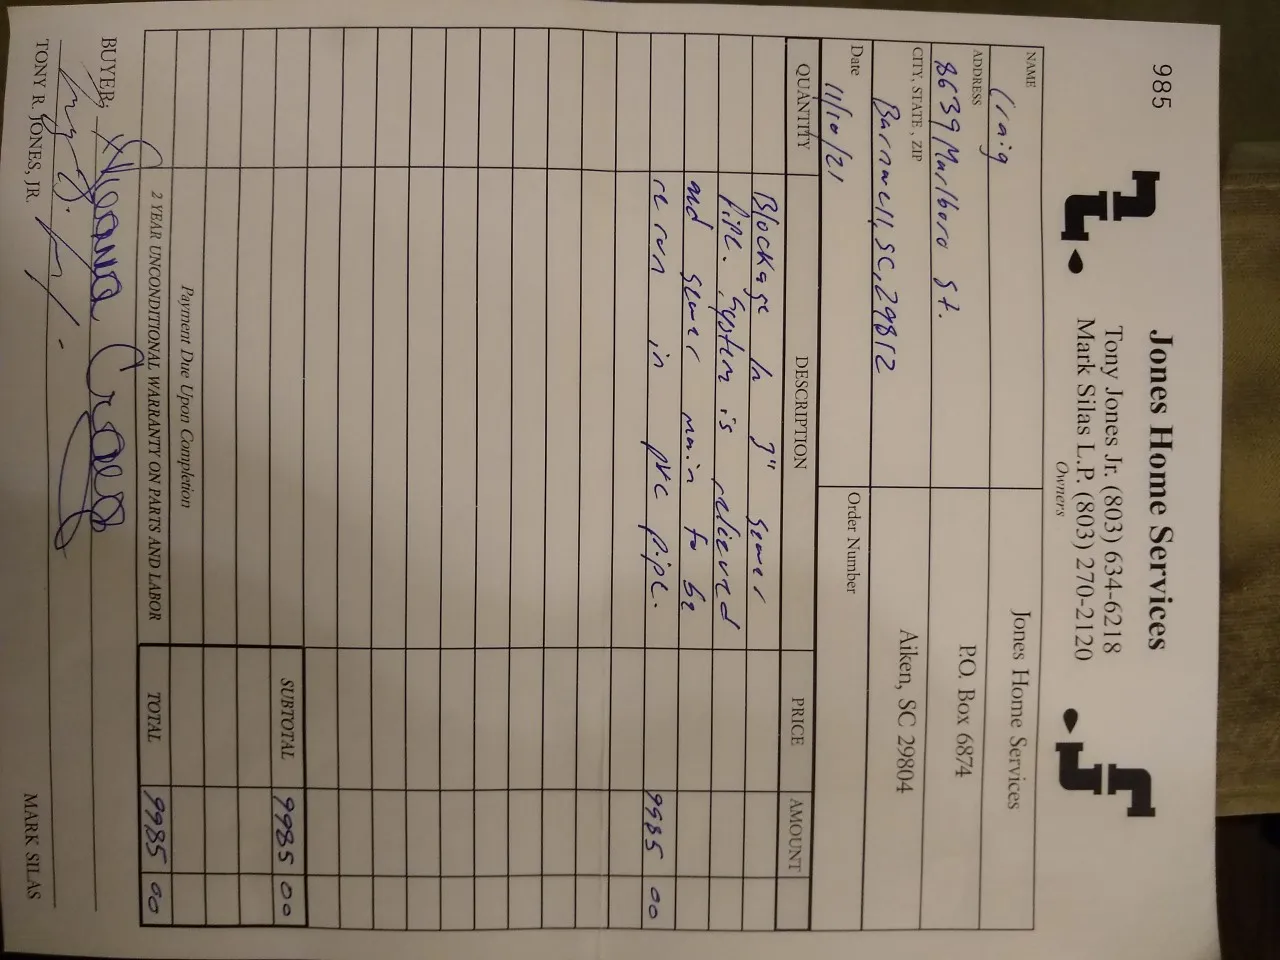 985
Jones Home Services
Tony Jones Jr. (803) 634-6218
Mark Silas L.P. (803) 270-2120
Owners
NAME
Craig
Jones Home Services
ADDRESS
8639 Marlboro St.
P.O. Box 6874
CITY, STATE , ZIP
Barnwell, SC, 29812
Aiken, SC 29804
Date
11/10/21
Order Number
QUANTITY DESCRIPTION PRICE AMOUNT
Blockage in 3" sewer
pipe. System is relieved
and sewer main to be
re run in pvc pipe. 9985 00
SUBTOTAL 9985 00
Payment Due Upon Completion
2 YEAR UNCONDITIONAL WARRANTY ON PARTS AND LABOR TOTAL 9985 00
BUYER: Craig
TONY R. JONES, JR. MARK SILAS